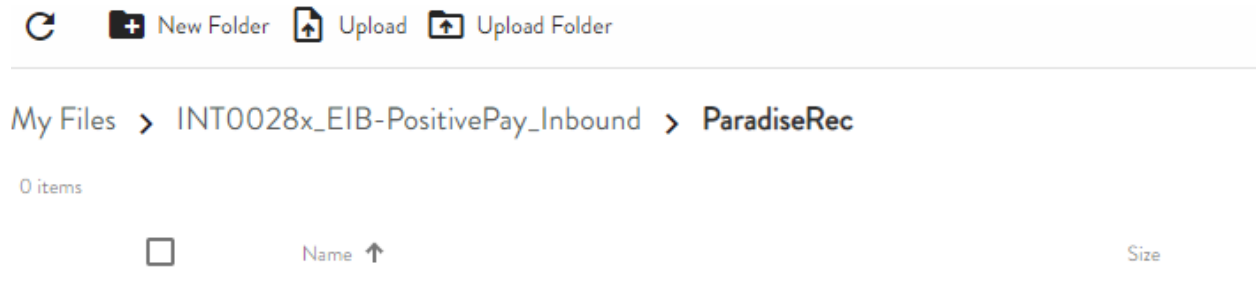 New Folder Upload Upload Folder
My Files > INT0028x_EIB-PositivePay_Inbound > ParadiseRec
0 items
Name ↑ Size